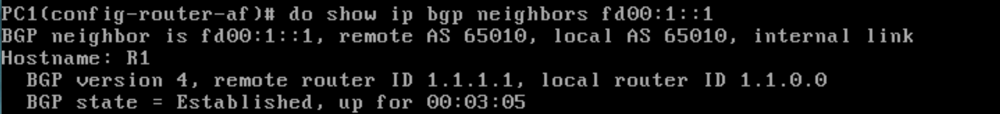 PC1(config-router-af)# do show ip bgp neighbors fd00:1::1
BGP neighbor is fd00:1::1, remote AS 65010, local AS 65010, internal link
Hostname: R1
  BGP version 4, remote router ID 1.1.1.1, local router ID 1.1.0.0
  BGP state = Established, up for 00:03:05